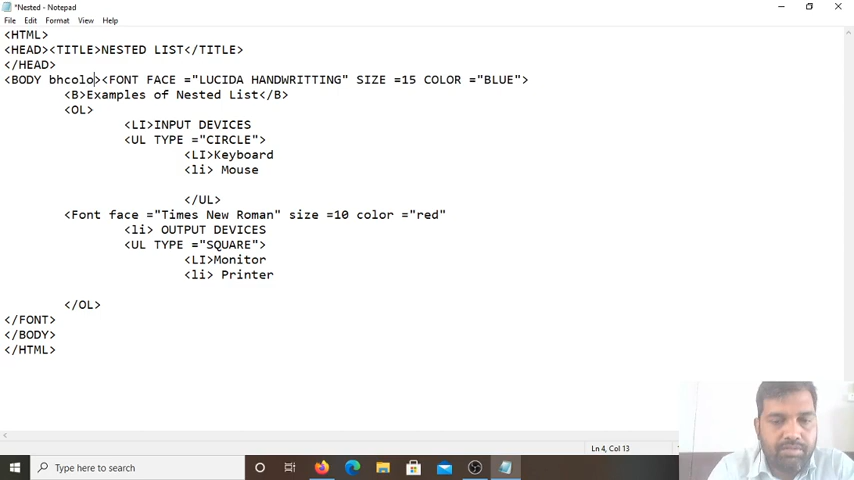 *Nested - Notepad
File Edit Format View Help
<HTML>
<HEAD><TITLE>NESTED LIST</TITLE>
</HEAD>
<BODY bhcolo><FONT FACE ="LUCIDA HANDWRITTING" SIZE =15 COLOR ="BLUE">
<B>Examples of Nested List</B>
<OL>
<LI>INPUT DEVICES
<UL TYPE ="CIRCLE">
<LI>Keyboard
<li> Mouse
</UL>
<Font face ="Times New Roman" size =10 color ="red"
<li> OUTPUT DEVICES
<UL TYPE ="SQUARE">
<LI>Monitor
<li> Printer
</OL>
</FONT>
</BODY>
</HTML>
Ln 4, Col 13
Type here to search